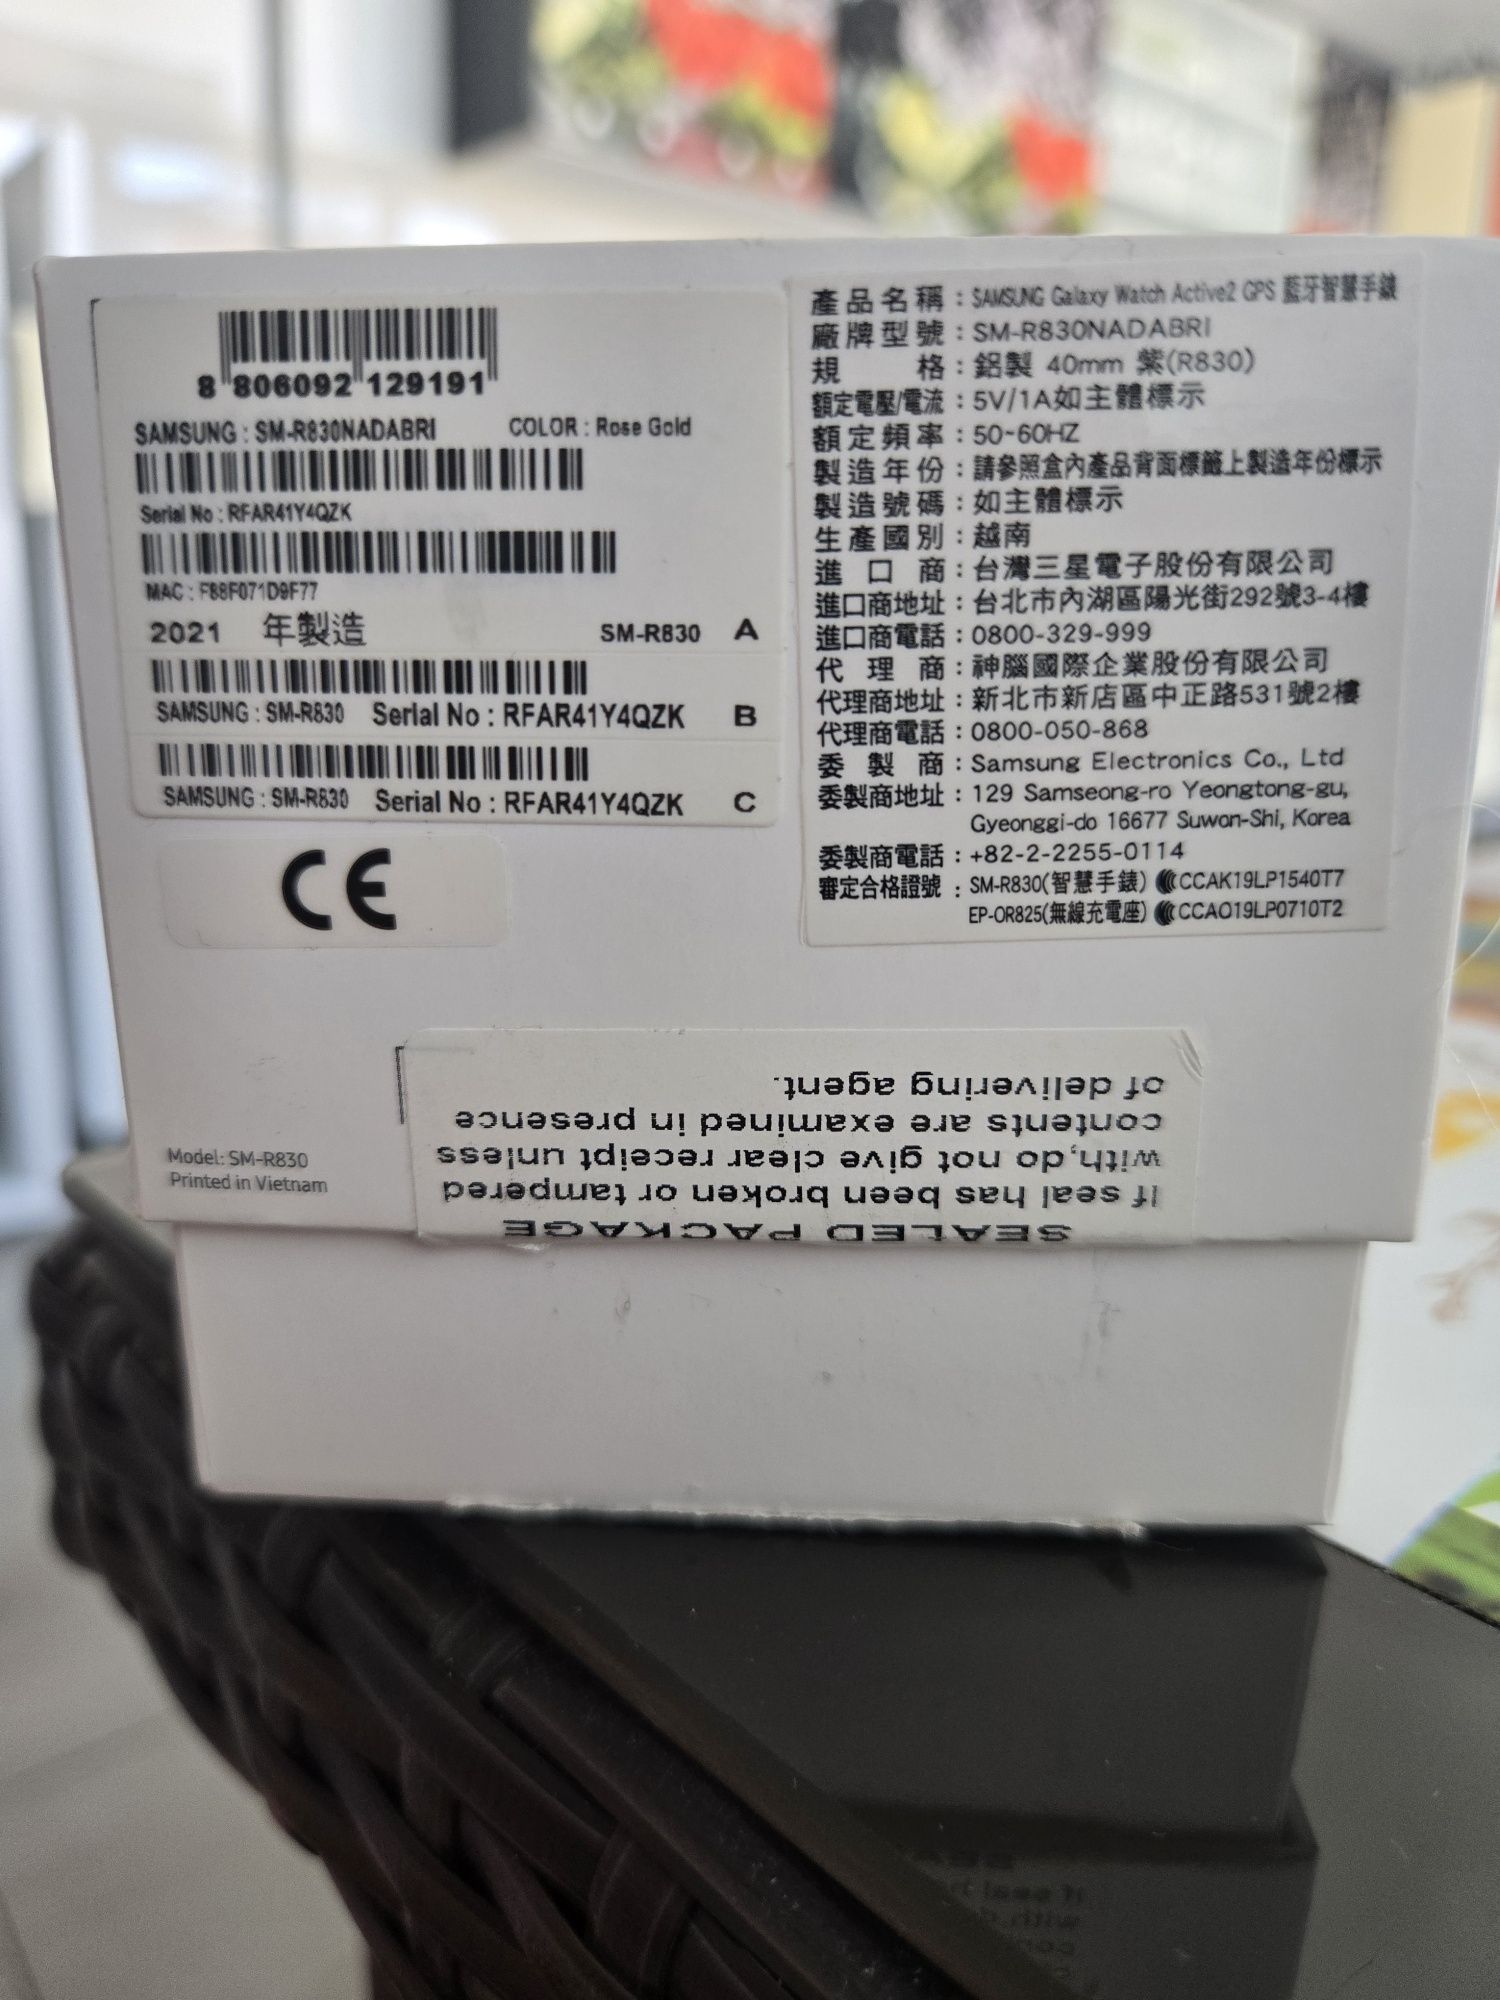 8 806092 129191
SAMSUNG : SM-R830NADABRI COLOR : Rose Gold
Serial No : RFAR41Y4QZK
MAC : F88F071D9F77
2021 年製造 SM-R830 A
SAMSUNG : SM-R830 Serial No : RFAR41Y4QZK B
SAMSUNG : SM-R830 Serial No : RFAR41Y4QZK C
CE
產品名稱：SAMSUNG Galaxy Watch Active2 GPS 藍牙智慧手錶
廠牌型號：SM-R830NADABRI
規格：鋁製 40mm 紫(R830)
額定電壓/電流：5V/1A如主體標示
額定頻率：50~60HZ
製造年份：請參照盒內產品背面標籤上製造年份標示
製造號碼：如主體標示
生產國別：越南
進口商：台灣三星電子股份有限公司
進口商地址：台北市內湖區陽光街292號3-4樓
進口商電話：0800-329-999
代理商：神腦國際企業股份有限公司
代理商地址：新北市新店區中正路531號2樓
代理商電話：0800-050-868
委製商：Samsung Electronics Co., Ltd
委製商地址：129 Samseong-ro Yeongtong-gu,
Gyeonggi-do 16677 Suwon-Shi, Korea
委製商電話：+82-2-2255-0114
審定合格證號：SM-R830(智慧手錶) CCAK19LP1540T7
EP-OR825(無線充電座) CCAO19LP0710T2
SEALED PACKAGE
If seal has been broken or tampered
with,do not give clear receipt unless
contents are examined in presence
of delivering agent.
Model: SM-R830
Printed in Vietnam